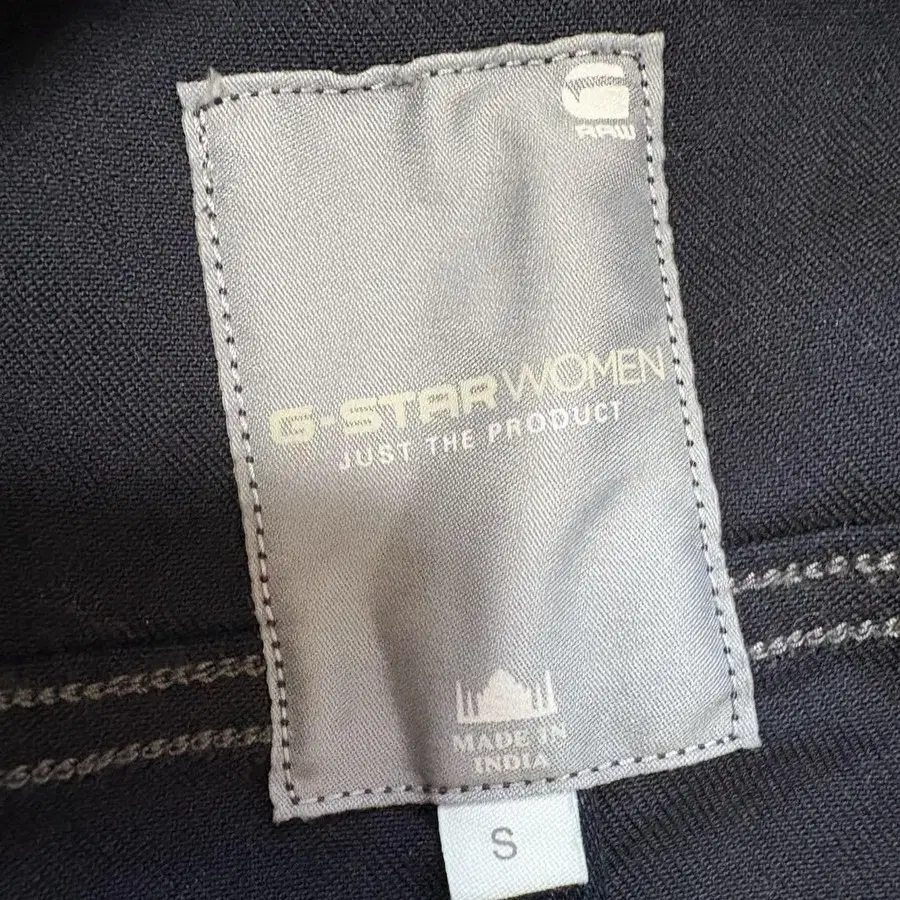 RAW
G-STAR WOMEN
JUST THE PRODUCT
MADE IN
INDIA
S